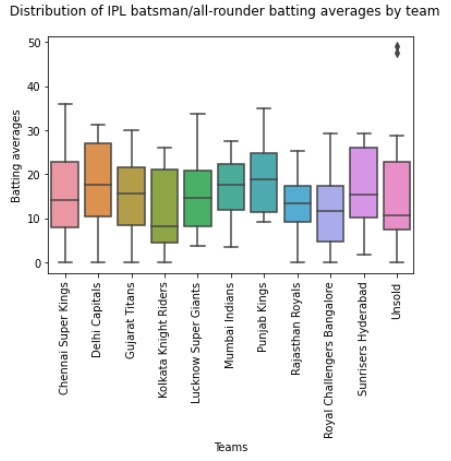 Distribution of IPL batsman/all-rounder batting averages by team
Batting averages
50
40
30
20
10
0
Chennai Super Kings
Delhi Capitals
Gujarat Titans
Kolkata Knight Riders
Lucknow Super Giants
Mumbai Indians
Punjab Kings
Rajasthan Royals
Royal Challengers Bangalore
Sunrisers Hyderabad
Unsold
Teams